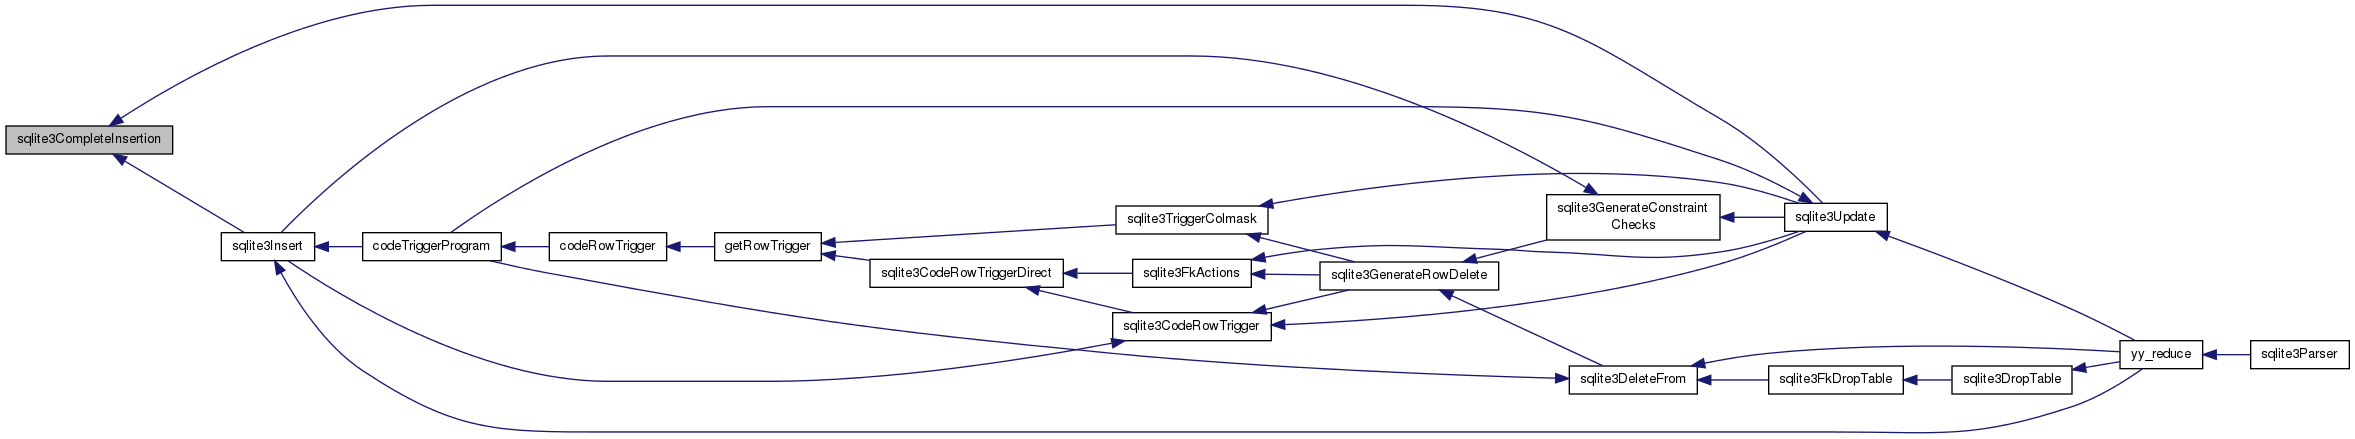 sqlite3CompleteInsertion
sqlite3Insert
codeTriggerProgram
codeRowTrigger
getRowTrigger
sqlite3TriggerColmask
sqlite3CodeRowTriggerDirect
sqlite3FkActions
sqlite3CodeRowTrigger
sqlite3GenerateRowDelete
sqlite3GenerateConstraint
Checks
sqlite3DeleteFrom
sqlite3Update
sqlite3FkDropTable
sqlite3DropTable
yy_reduce
sqlite3Parser